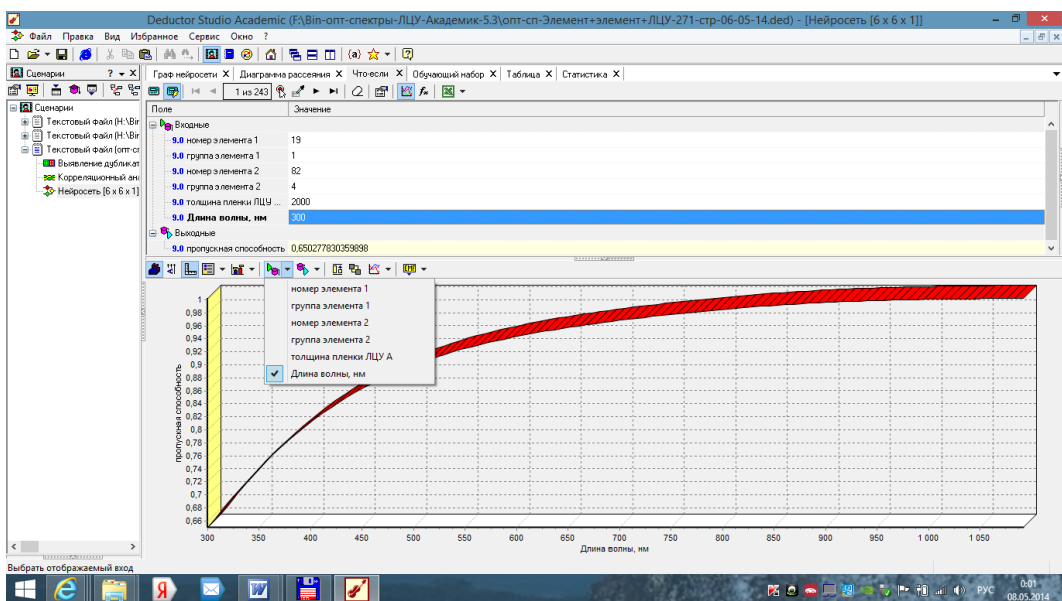 Deductor Studio Academic (F:\Bin-опт-спектры-ЛЦУ-Академик-5.3\опт-сп-Элемент+элемент+ЛЦУ-271-стр-06-05-14.ded) - [Нейросеть [6 x 6 x 1]]
Файл Правка Вид Избранное Сервис Окно ?
Сценарии
Граф нейросети X Диаграмма рассеяния X Что-если X Обучающий набор X Таблица X Статистика X
1 из 243
Сценарии
Текстовый файл (H:\Bir
Текстовый файл (H:\Bir
Текстовый файл (опт-сг
Выявление дубликат
Корреляционный ана
Нейросеть [6 x 6 x 1]
Поле Значение
Входные
9.0 номер элемента 1 19
9.0 группа элемента 1 1
9.0 номер элемента 2 82
9.0 группа элемента 2 4
9.0 толщина пленки ЛЦУ ... 2000
9.0 Длина волны, нм 300
Выходные
9.0 пропускная способность 0,650277830359898
номер элемента 1
группа элемента 1
номер элемента 2
группа элемента 2
толщина пленки ЛЦУ А
Длина волны, нм
пропускная способность
1
0,98
0,96
0,94
0,92
0,9
0,88
0,86
0,84
0,82
0,8
0,78
0,76
0,74
0,72
0,7
0,68
0,66
300 350 400 450 500 550 600 650 700 750 800 850 900 950 1 000 1 050
Длина волны, нм
Выбрать отображаемый вход
РУС
0:01
08.05.2014